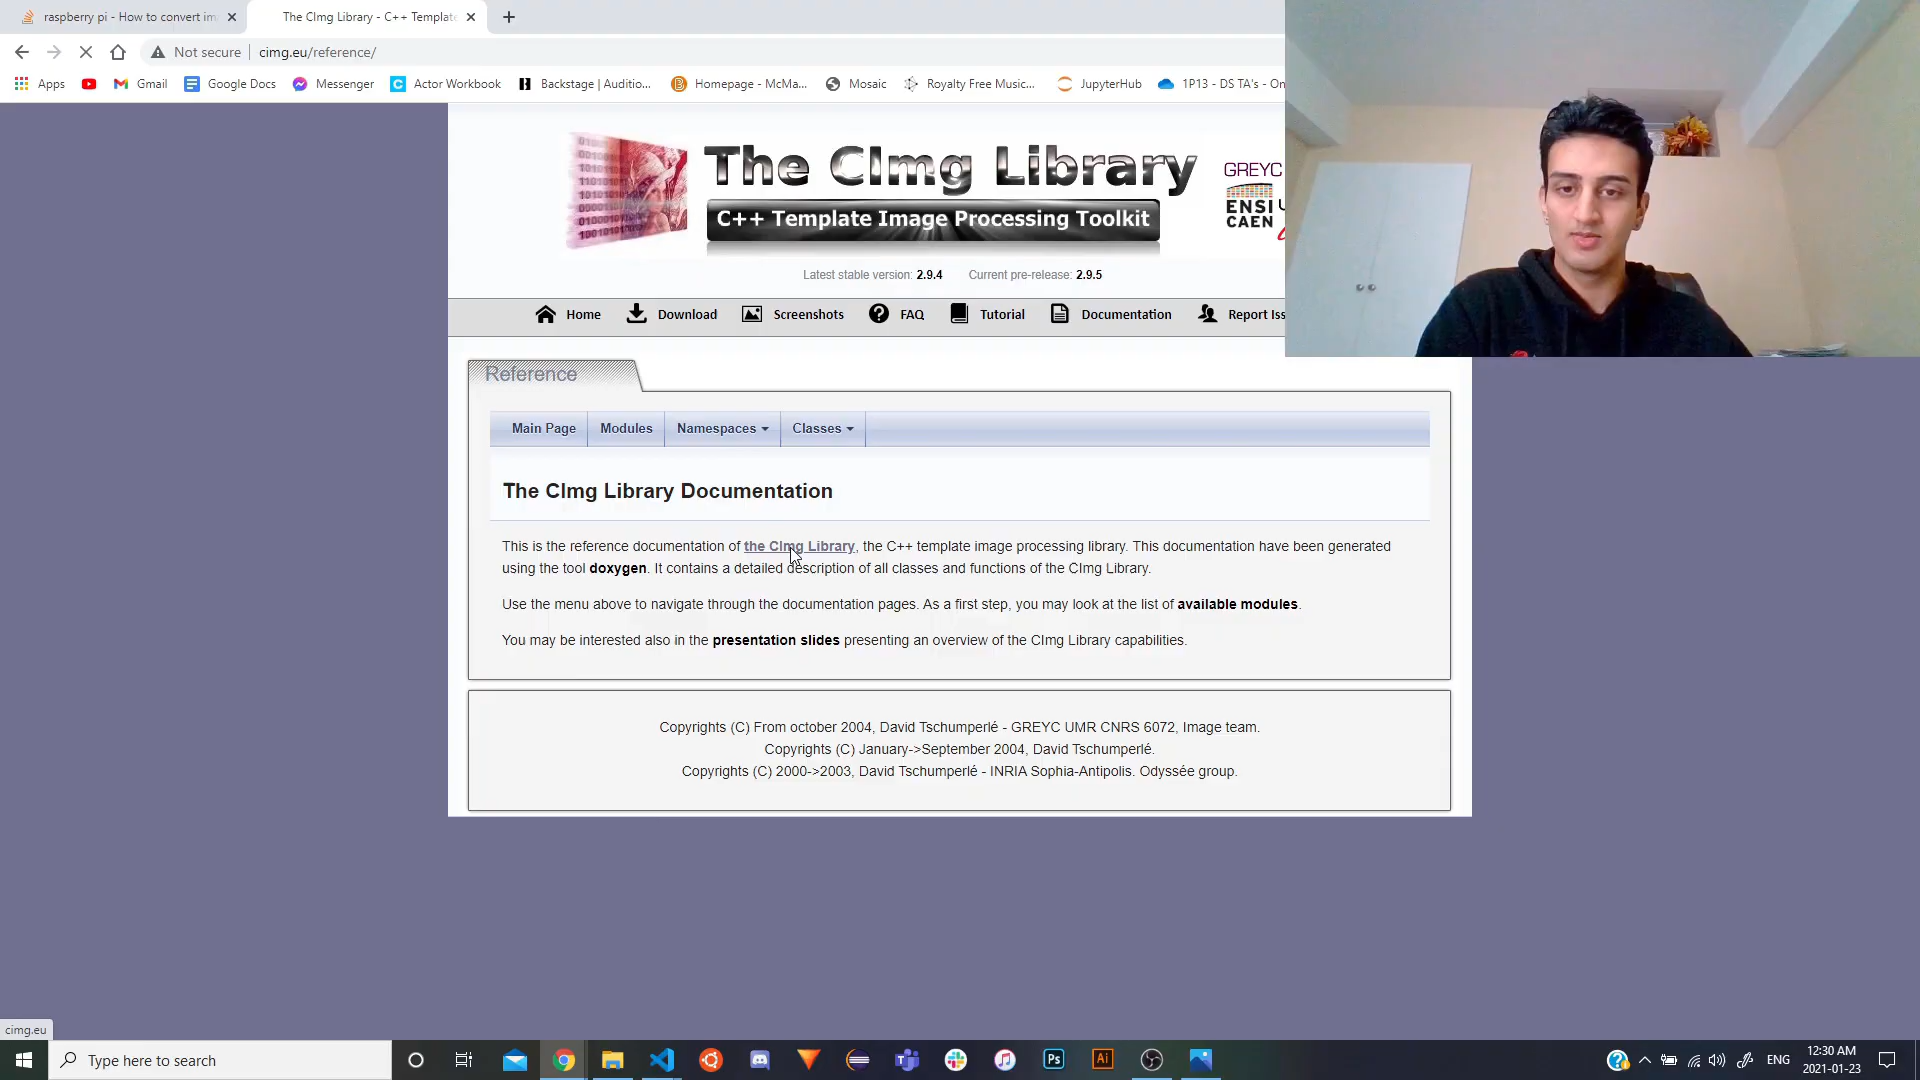 raspberry pi - How to convert im
The CImg Library - C++ Template
Not secure
cimg.eu/reference/
Apps
Gmail
Google Docs
Messenger
Actor Workbook
Backstage | Auditio...
Homepage - McMa...
Mosaic
Royalty Free Music...
JupyterHub
1P13 - DS TA's - On
The CImg Library
C++ Template Image Processing Toolkit
GREYC
ENSI
CAEN
Latest stable version: 2.9.4 Current pre-release: 2.9.5
Home
Download
Screenshots
FAQ
Tutorial
Documentation
Report Iss
Reference
Main Page
Modules
Namespaces
Classes
The CImg Library Documentation
This is the reference documentation of the CImg Library, the C++ template image processing library. This documentation have been generated
using the tool doxygen. It contains a detailed description of all classes and functions of the CImg Library.
Use the menu above to navigate through the documentation pages. As a first step, you may look at the list of available modules.
You may be interested also in the presentation slides presenting an overview of the CImg Library capabilities.
Copyrights (C) From october 2004, David Tschumperlé - GREYC UMR CNRS 6072, Image team.
Copyrights (C) January->September 2004, David Tschumperlé.
Copyrights (C) 2000->2003, David Tschumperlé - INRIA Sophia-Antipolis. Odyssée group.
cimg.eu
Type here to search
Ps
Ai
ENG
12:30 AM
2021-01-23